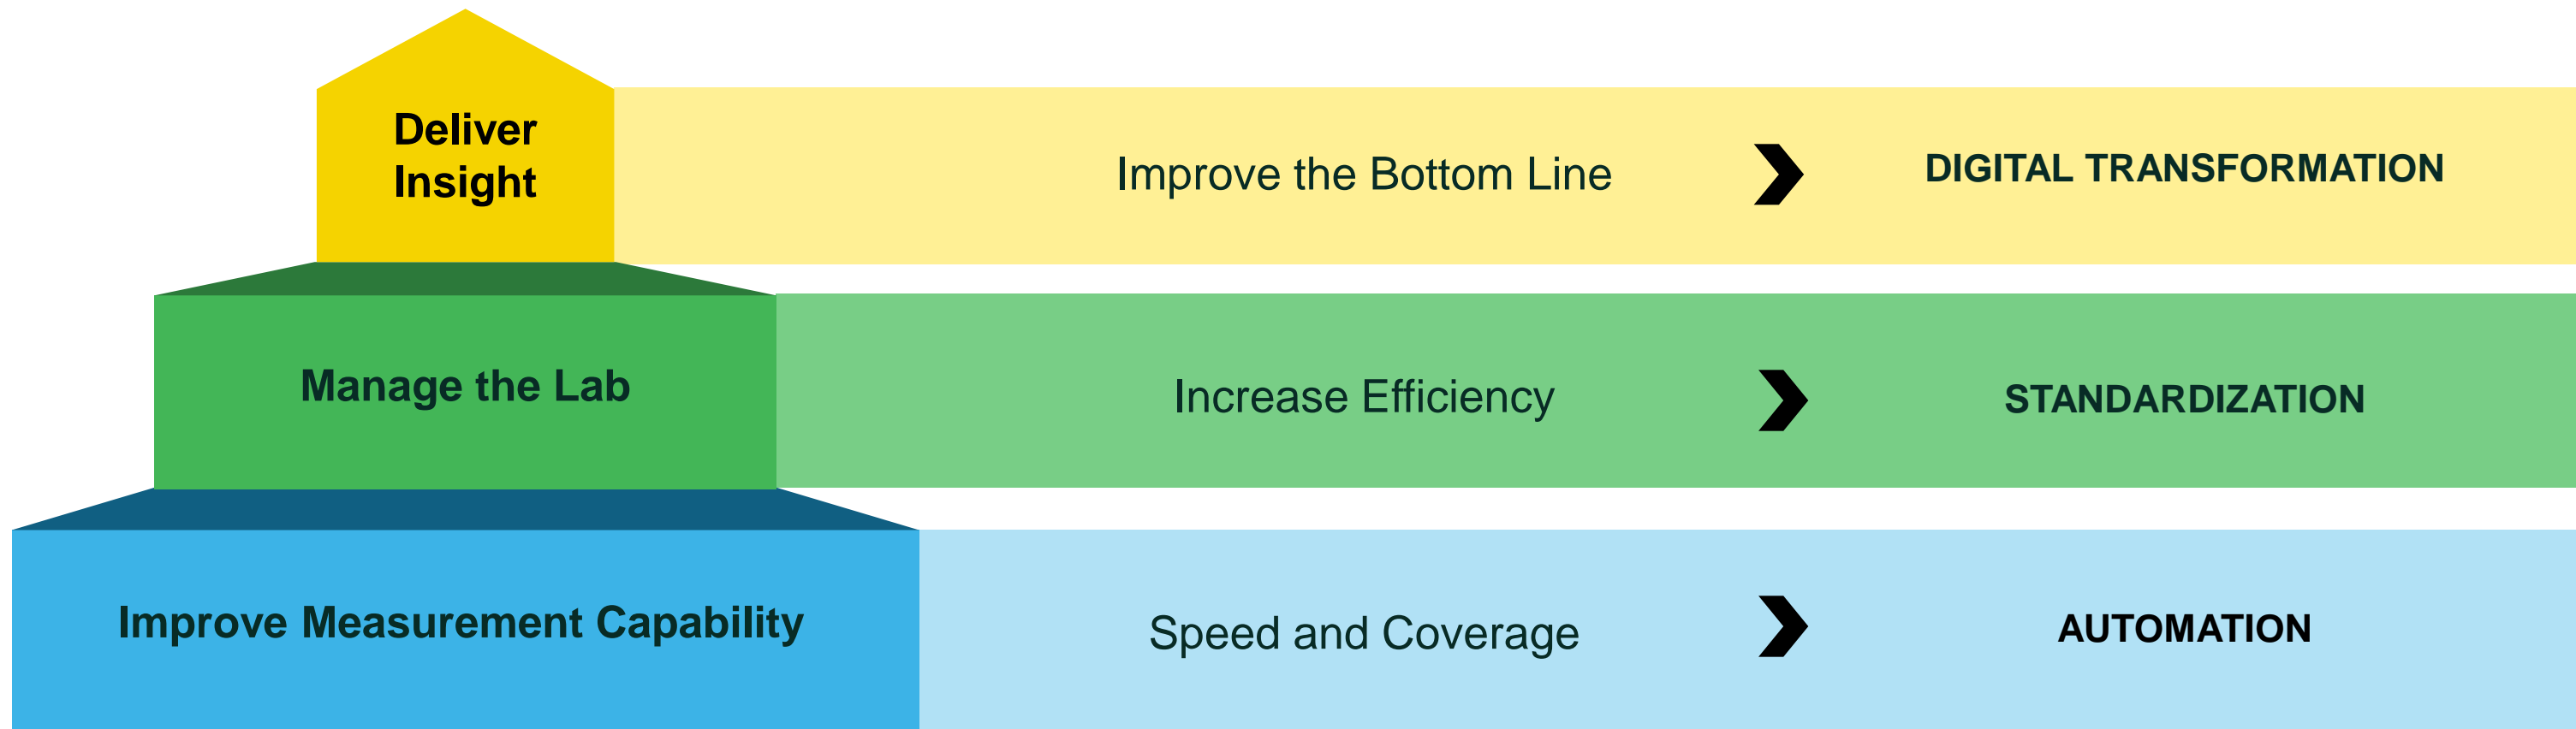 Deliver
Insight
Improve the Bottom Line
DIGITAL TRANSFORMATION
Manage the Lab
Increase Efficiency
STANDARDIZATION
Improve Measurement Capability
Speed and Coverage
AUTOMATION